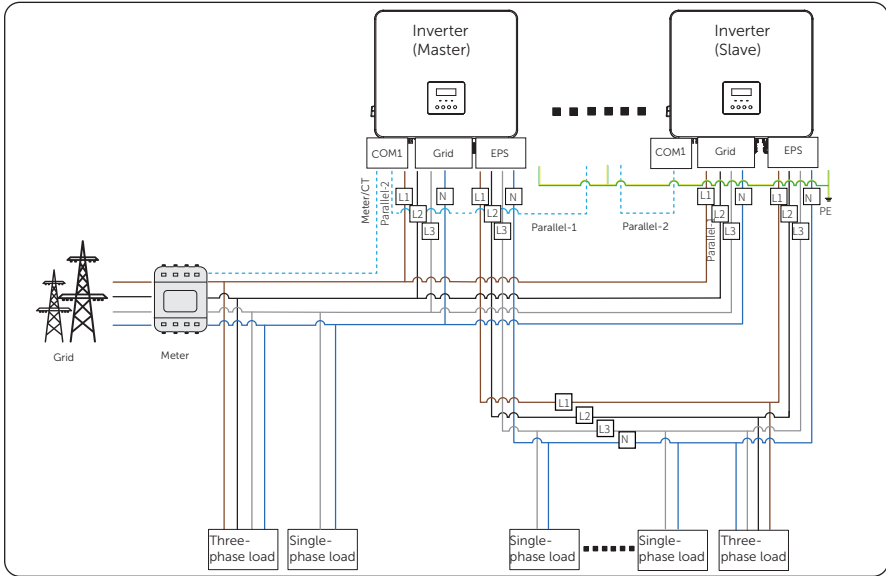 Inverter
(Master)
Inverter
(Slave)
COM1
Grid
EPS
COM1
Grid
EPS
Meter/CT
Parallel-2
L1
L2
L3
N
L1
L2
L3
N
Parallel-1
Parallel-2
Parallel-1
L1
L2
L3
N
L1
L2
L3
N
PE
Grid
Meter
L1
L2
L3
N
Three-
phase load
Single-
phase load
Single-
phase load
Single-
phase load
Three-
phase load